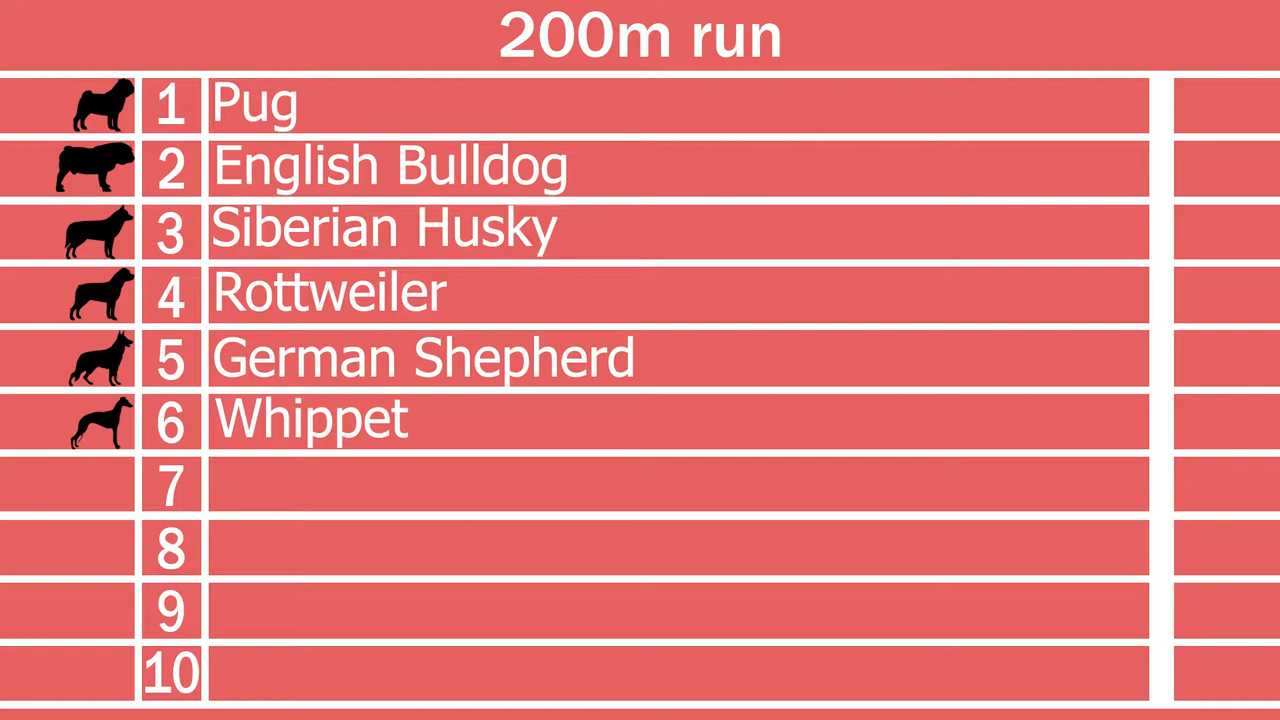 200m run
1 Pug
2 English Bulldog
3 Siberian Husky
4 Rottweiler
5 German Shepherd
6 Whippet
7
8
9
10